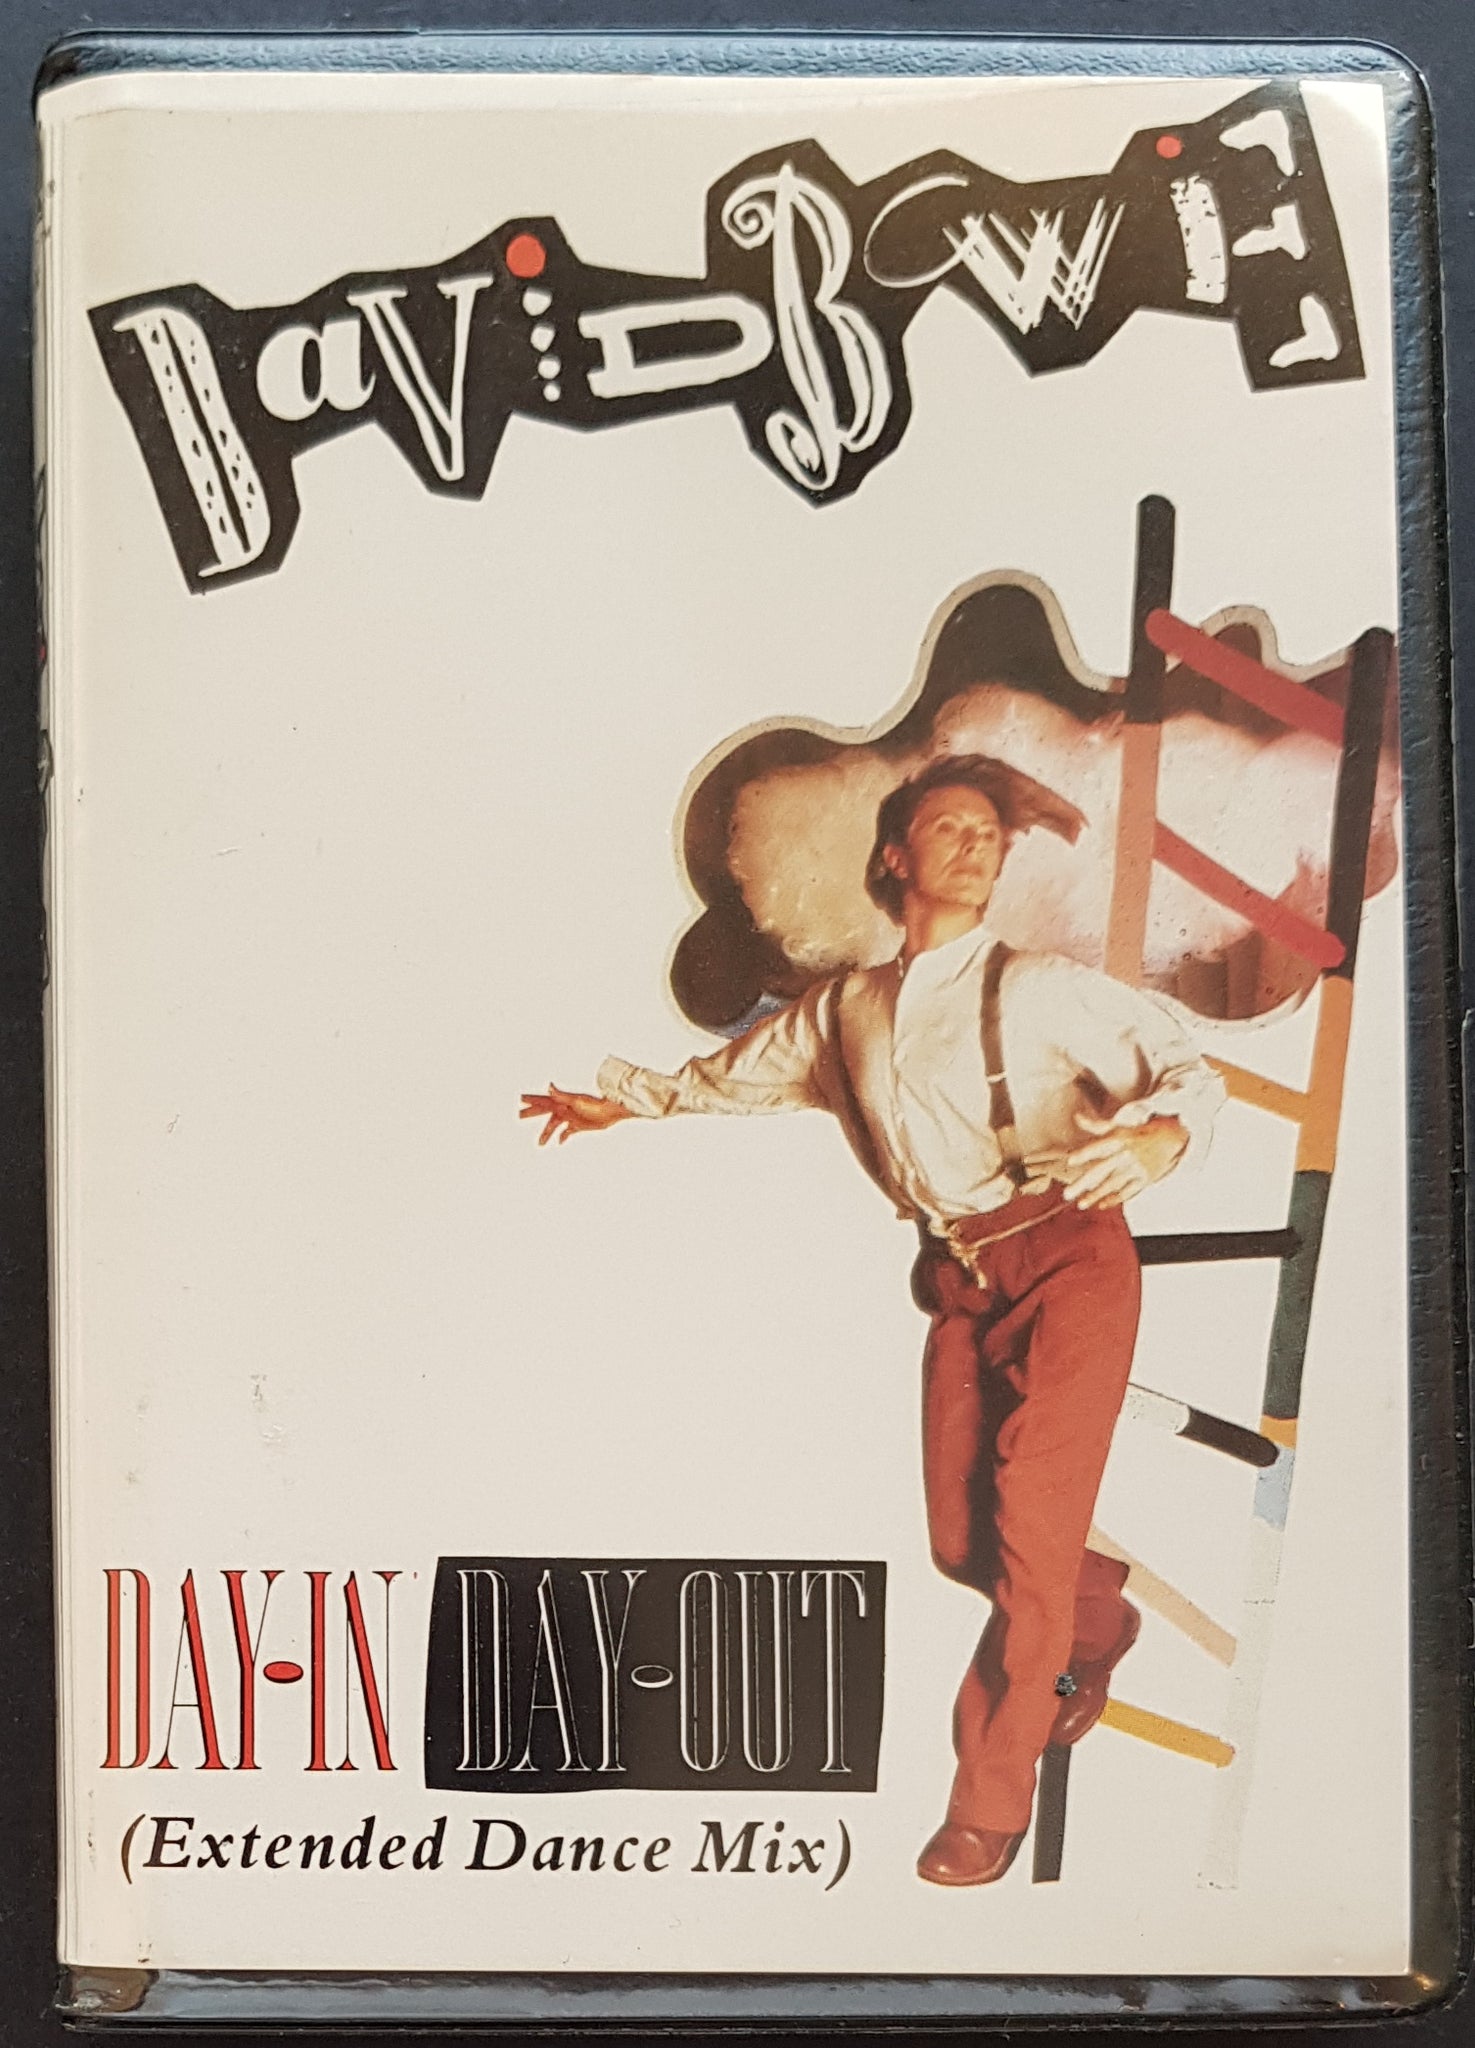 DaViD BoWiE
DAY-IN DAY-OUT
(Extended Dance Mix)